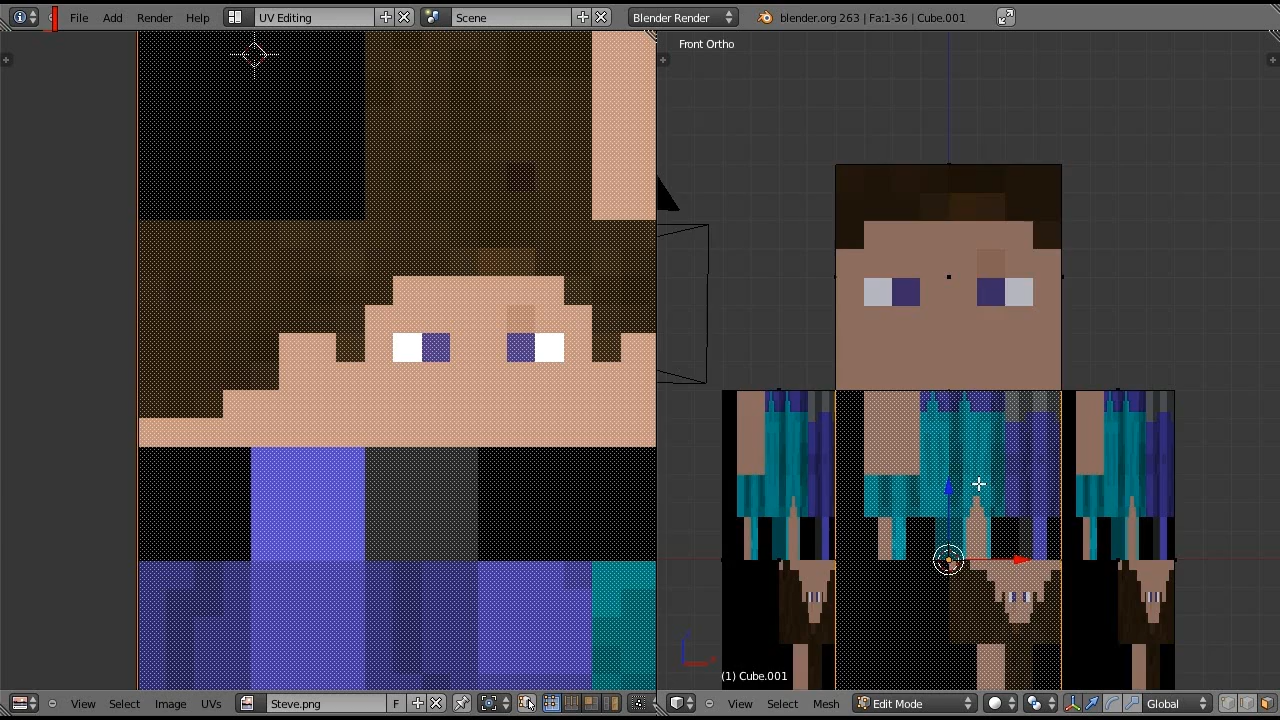 File Add Render Help UV Editing Scene Blender Render blender.org 263 | Fa:1-36 | Cube.001
Front Ortho
(1) Cube.001
View Select Image UVs Steve.png F View Select Mesh Edit Mode Global